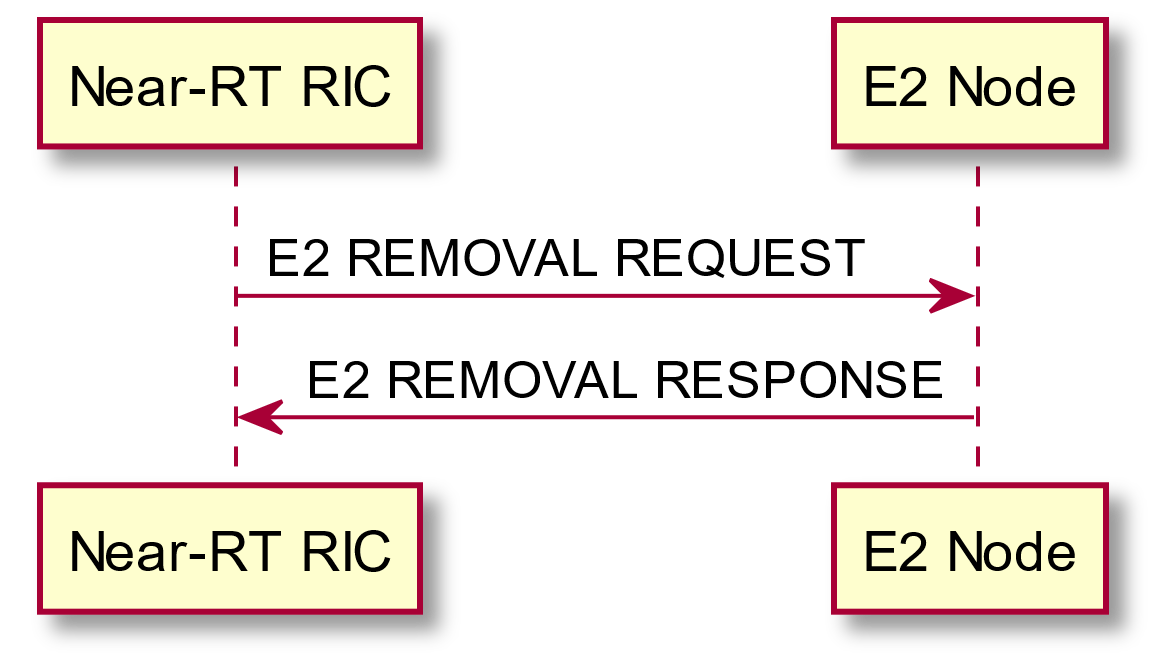 Near-RT RIC
E2 Node
E2 REMOVAL REQUEST
E2 REMOVAL RESPONSE
Near-RT RIC
E2 Node